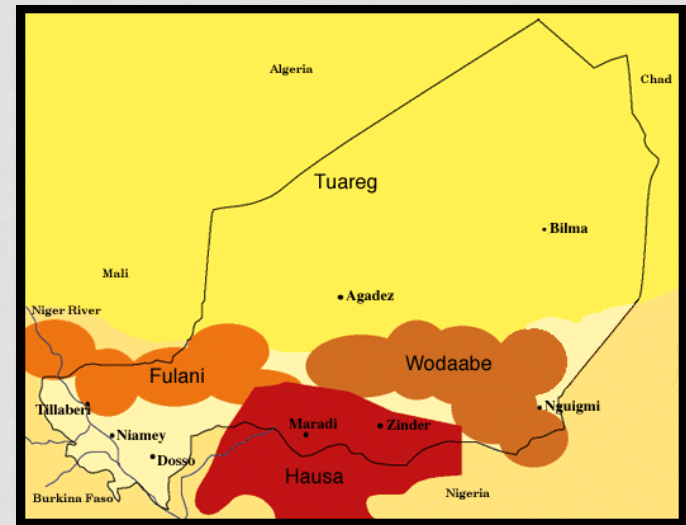 Algeria
Chad
Tuareg
Bilma
Mali
Agadez
Niger River
Fulani
Wodaabe
Tillaberi
Nguigmi
Maradi
Zinder
Niamey
Dosso
Hausa
Burkina Faso
Nigeria